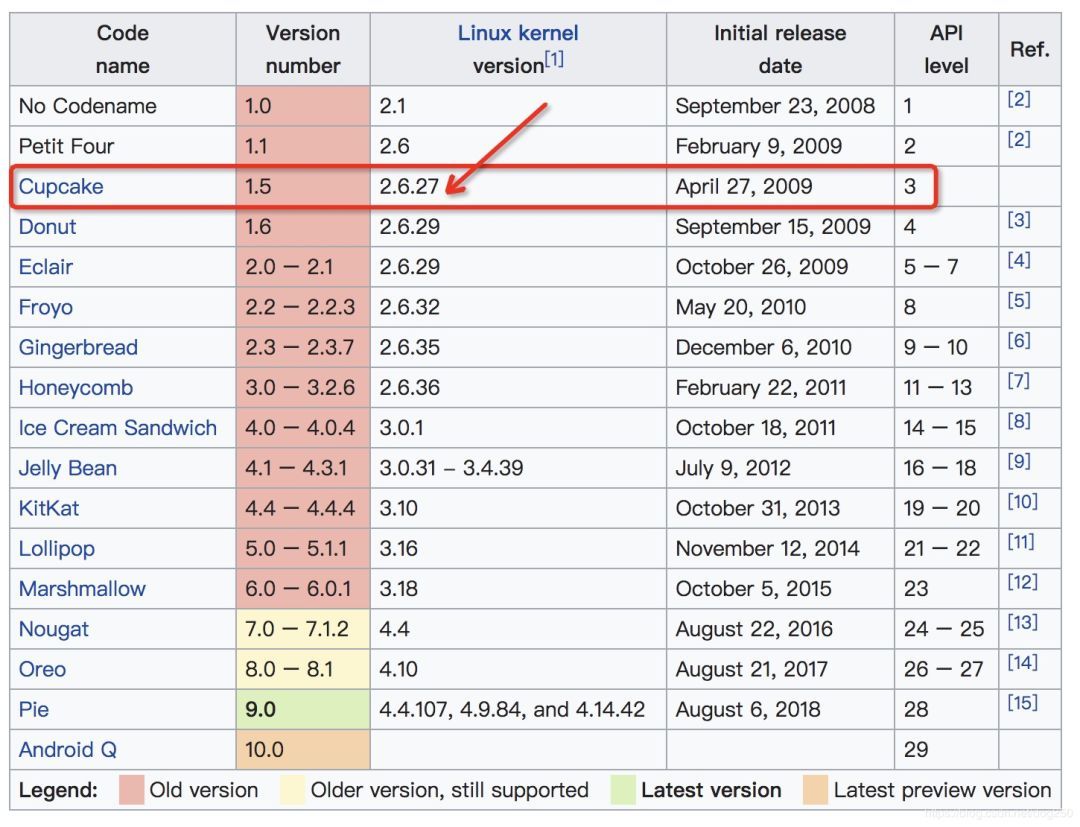 Code name Version number Linux kernel version[1] Initial release date API level Ref.
No Codename 1.0 2.1 September 23, 2008 1 [2]
Petit Four 1.1 2.6 February 9, 2009 2 [2]
Cupcake 1.5 2.6.27 April 27, 2009 3
Donut 1.6 2.6.29 September 15, 2009 4 [3]
Eclair 2.0 – 2.1 2.6.29 October 26, 2009 5 – 7 [4]
Froyo 2.2 – 2.2.3 2.6.32 May 20, 2010 8 [5]
Gingerbread 2.3 – 2.3.7 2.6.35 December 6, 2010 9 – 10 [6]
Honeycomb 3.0 – 3.2.6 2.6.36 February 22, 2011 11 – 13 [7]
Ice Cream Sandwich 4.0 – 4.0.4 3.0.1 October 18, 2011 14 – 15 [8]
Jelly Bean 4.1 – 4.3.1 3.0.31 – 3.4.39 July 9, 2012 16 – 18 [9]
KitKat 4.4 – 4.4.4 3.10 October 31, 2013 19 – 20 [10]
Lollipop 5.0 – 5.1.1 3.16 November 12, 2014 21 – 22 [11]
Marshmallow 6.0 – 6.0.1 3.18 October 5, 2015 23 [12]
Nougat 7.0 – 7.1.2 4.4 August 22, 2016 24 – 25 [13]
Oreo 8.0 – 8.1 4.10 August 21, 2017 26 – 27 [14]
Pie 9.0 4.4.107, 4.9.84, and 4.14.42 August 6, 2018 28 [15]
Android Q 10.0 29
Legend: Old version Older version, still supported Latest version Latest preview version